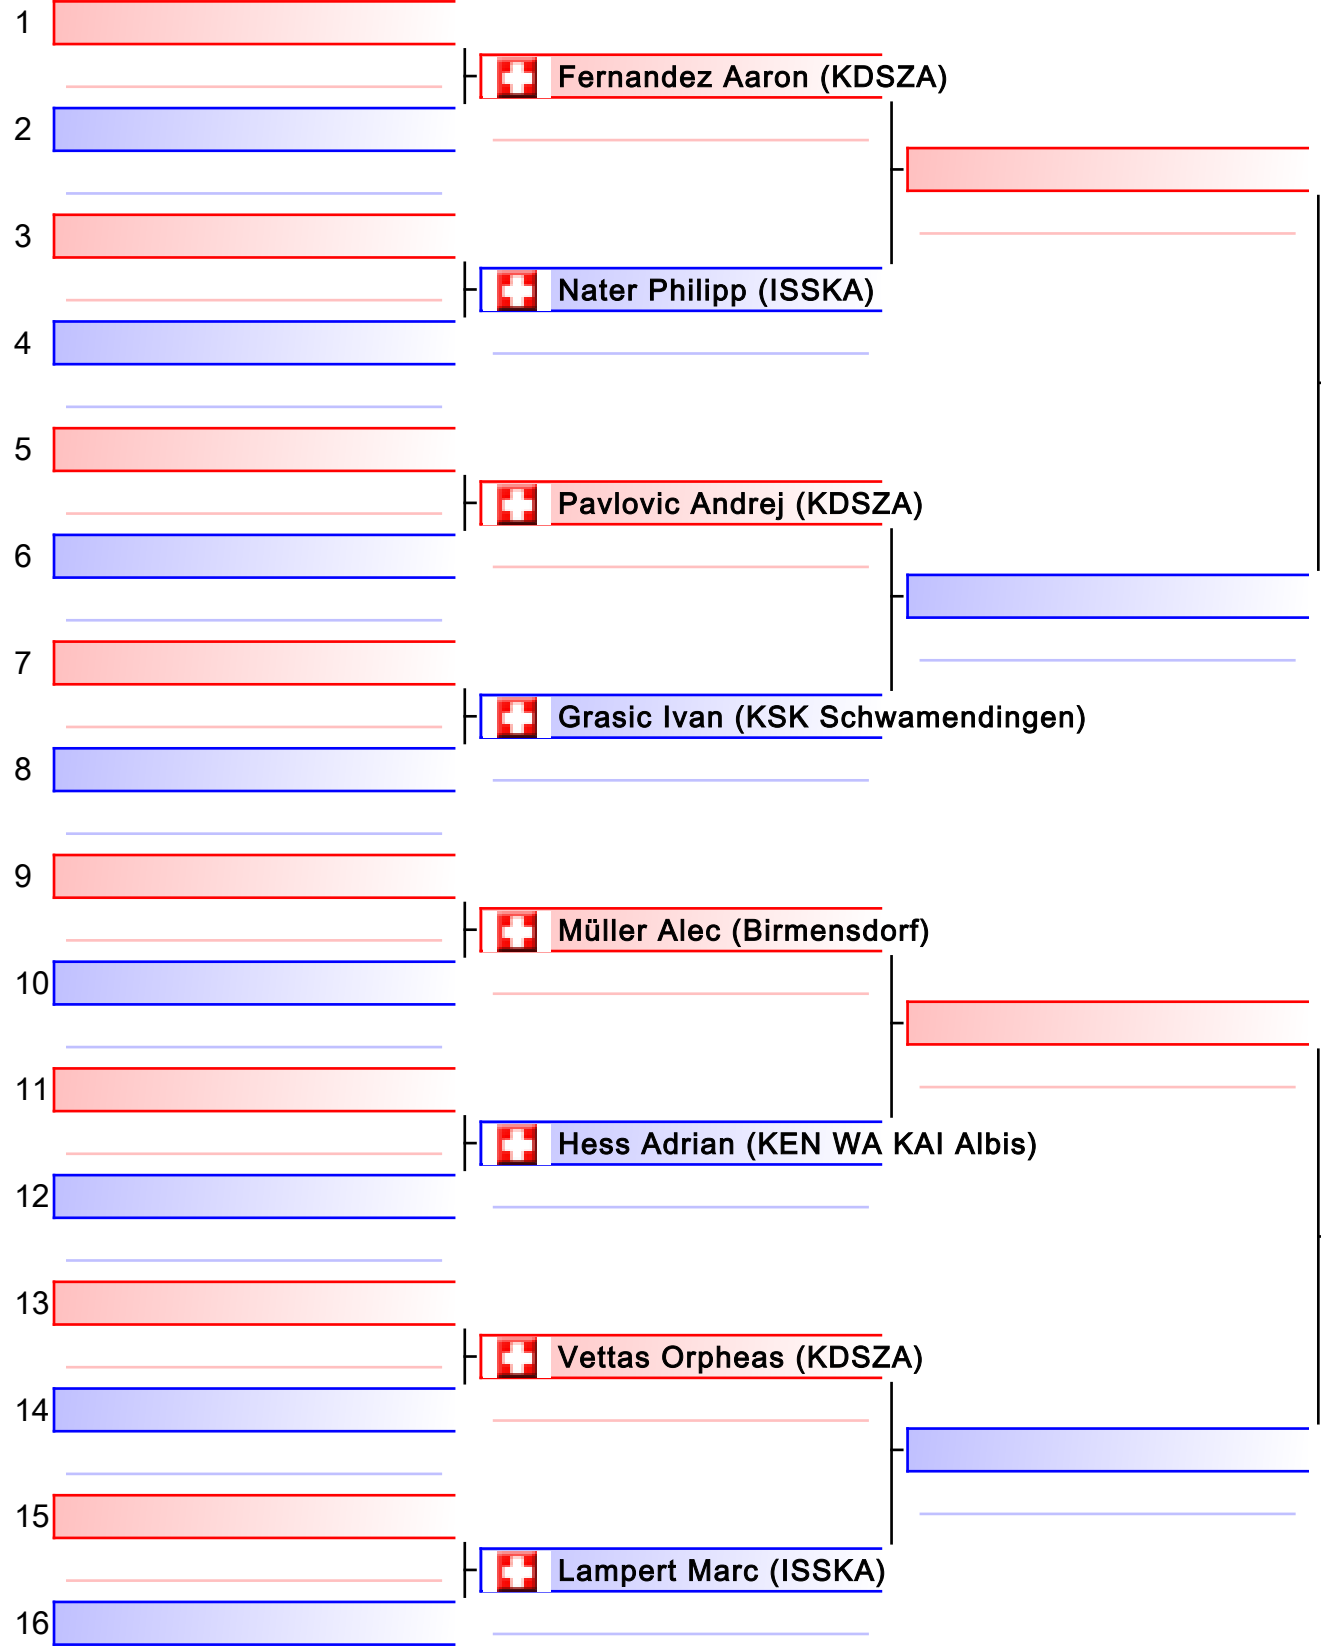 1
Fernandez Aaron (KDSZA)
2
3
Nater Philipp (ISSKA)
4
5
Pavlovic Andrej (KDSZA)
6
7
Grasic Ivan (KSK Schwamendingen)
8
9
Müller Alec (Birmensdorf)
10
11
Hess Adrian (KEN WA KAI Albis)
12
13
Vettas Orpheas (KDSZA)
14
15
Lampert Marc (ISSKA)
16